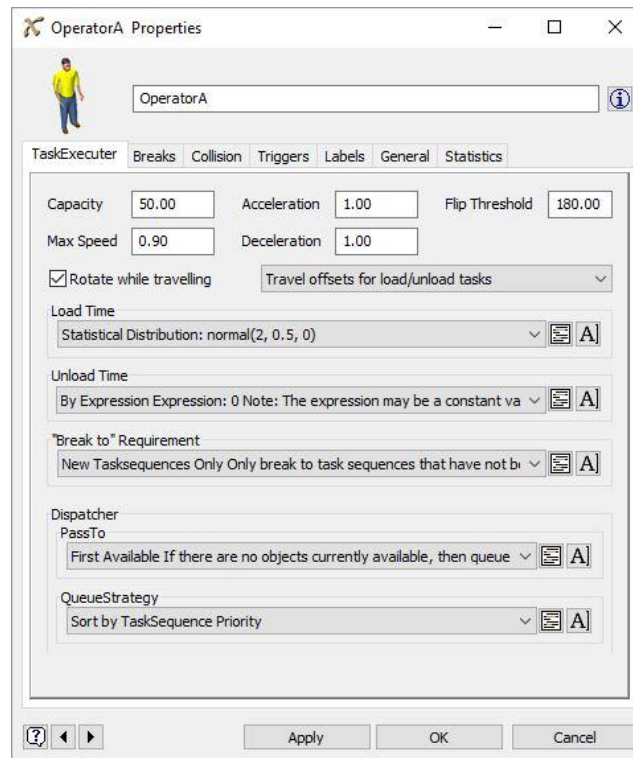 OperatorA Properties
OperatorA
TaskExecuter Breaks Collision Triggers Labels General Statistics
Capacity 50.00 Acceleration 1.00 Flip Threshold 180.00
Max Speed 0.90 Deceleration 1.00
Rotate while travelling Travel offsets for load/unload tasks
Load Time
Statistical Distribution: normal(2, 0.5, 0)
Unload Time
By Expression Expression: 0 Note: The expression may be a constant va
"Break to" Requirement
New Tasksequences Only Only break to task sequences that have not b
Dispatcher
PassTo
First Available If there are no objects currently available, then queue
QueueStrategy
Sort by TaskSequence Priority
Apply OK Cancel